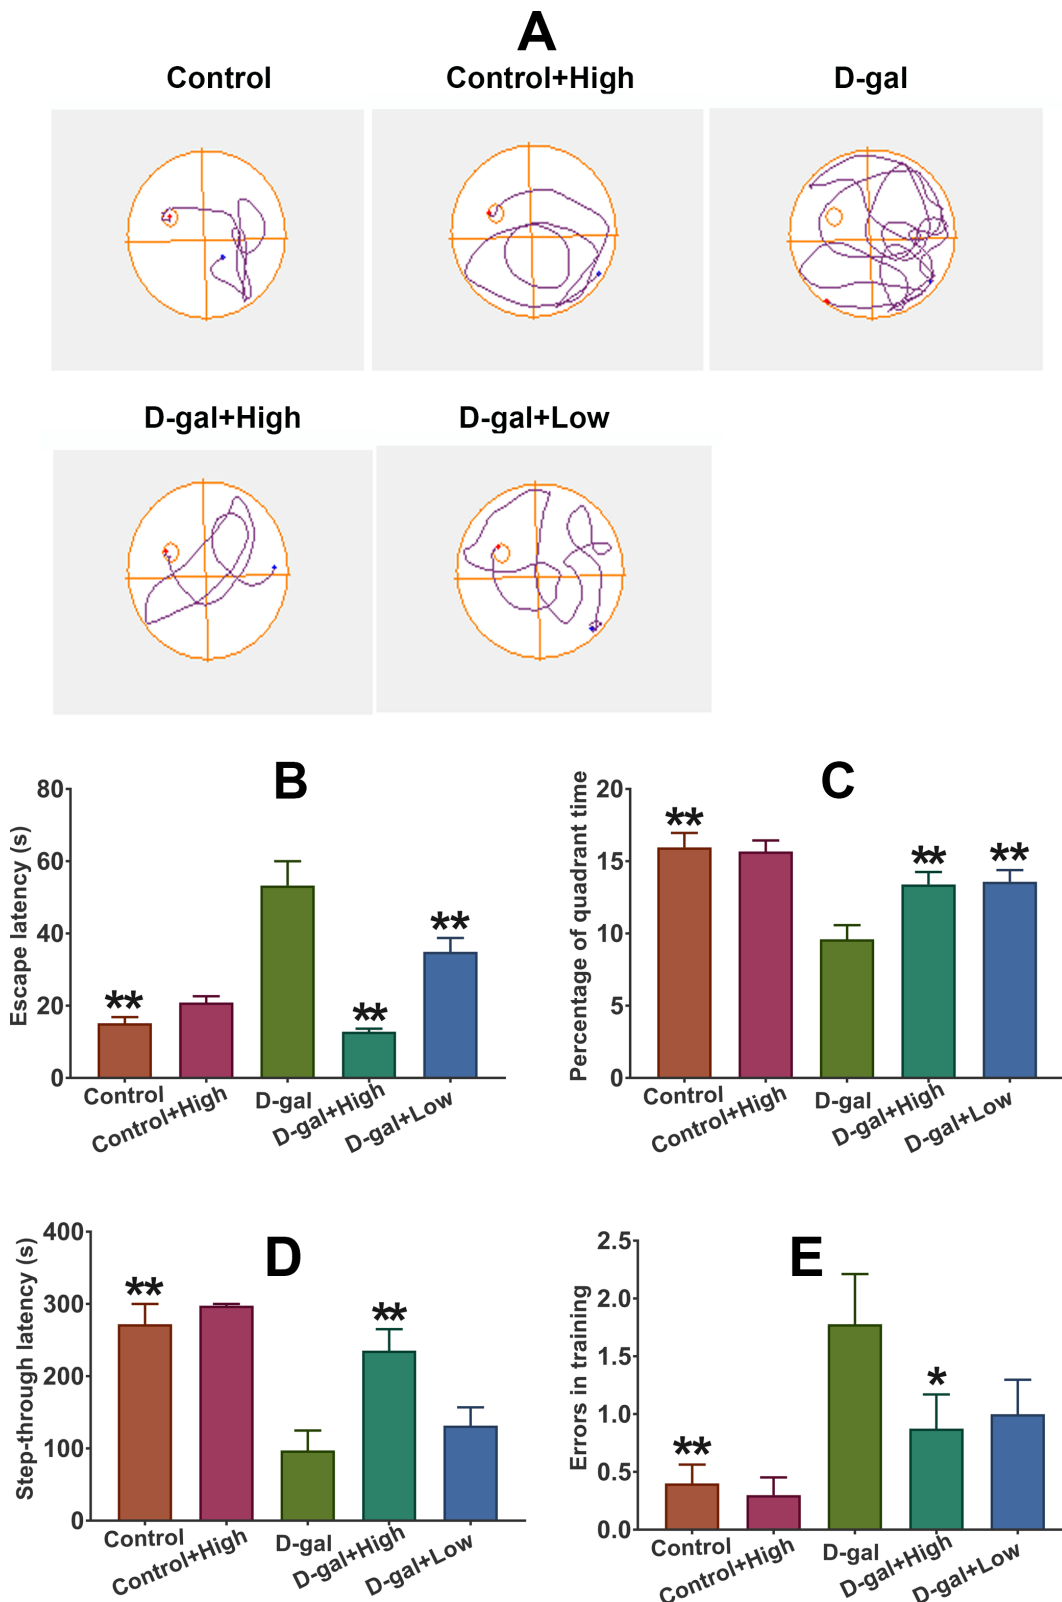 A
Control
Control+High
D-gal
D-gal+High
D-gal+Low
B
Escape latency (s)
80
60
40
20
0
**
**
**
Control
Control+High
D-gal
D-gal+High
D-gal+Low
C
Percentage of quadrant time
20
15
10
5
0
**
**
**
Control
Control+High
D-gal
D-gal+High
D-gal+Low
D
Step-through latency (s)
400
300
200
100
0
**
**
Control
Control+High
D-gal
D-gal+High
D-gal+Low
E
Errors in training
2.5
2.0
1.5
1.0
0.5
0.0
**
*
Control
Control+High
D-gal
D-gal+High
D-gal+Low